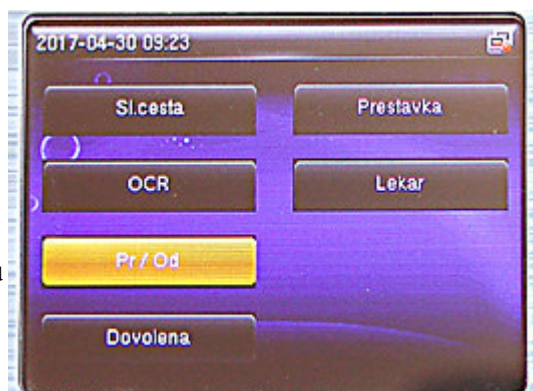 2017-04-30 09:23
Sl.cesta
Prestavka
OCR
Lekar
Pr / Od
Dovolena